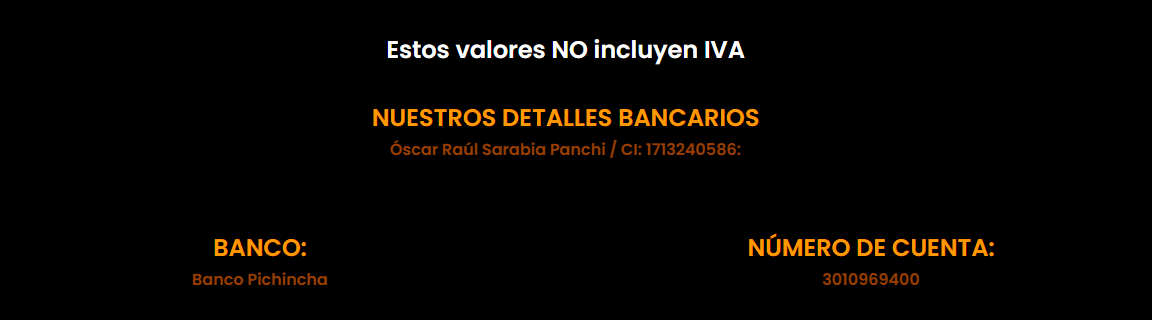 Estos valores NO incluyen IVA
NUESTROS DETALLES BANCARIOS
Óscar Raúl Sarabia Panchi / CI: 1713240586:
BANCO:
Banco Pichincha
NÚMERO DE CUENTA:
3010969400